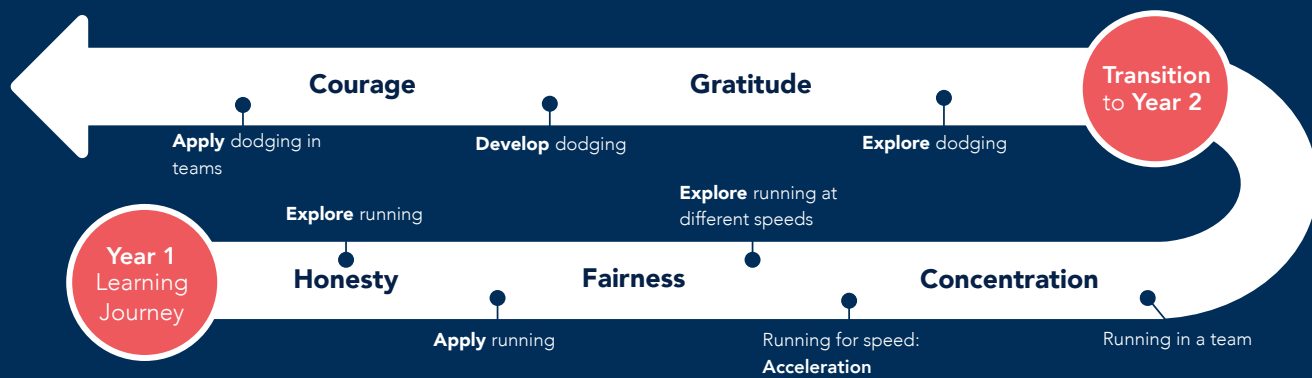 Courage
Gratitude
Transition
to Year 2
Apply dodging in
teams
Develop dodging
Explore dodging
Explore running
Explore running at
different speeds
Year 1
Learning
Journey
Honesty
Fairness
Concentration
Apply running
Running for speed:
Acceleration
Running in a team